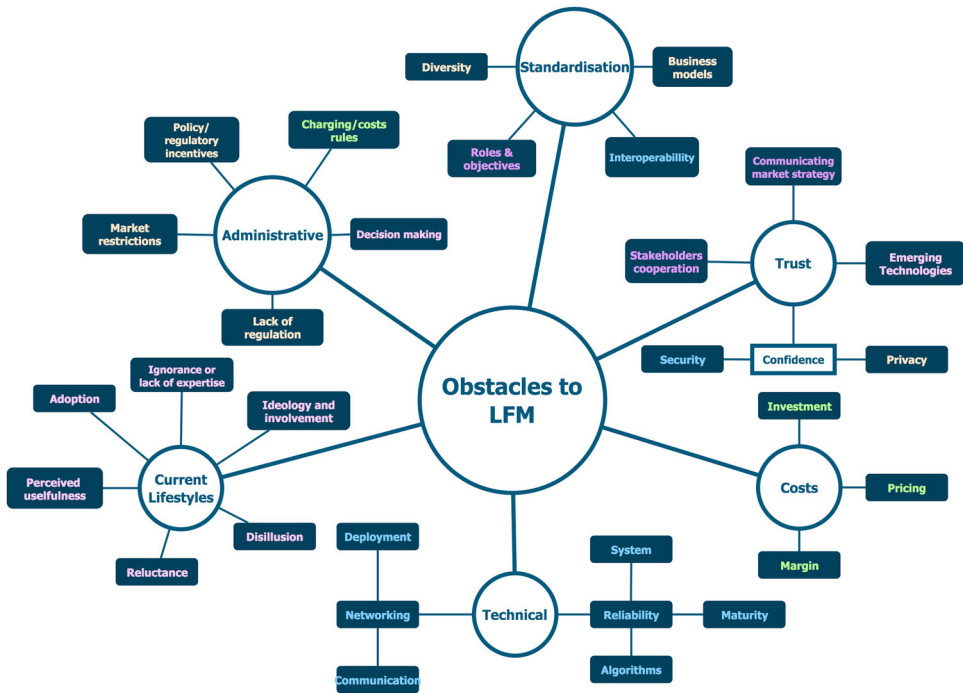 Standardisation
Diversity
Business
models
Roles &
objectives
Interoperabillity
Policy/
regulatory
incentives
Charging/costs
rules
Administrative
Market
restrictions
Decision making
Lack of
regulation
Communicating
market strategy
Stakeholders
cooperation
Trust
Emerging
Technologies
Security
Confidence
Privacy
Obstacles to
LFM
Ignorance or
lack of expertise
Adoption
Ideology and
involvement
Perceived
uselfulness
Current
Lifestyles
Disillusion
Reluctance
Investment
Costs
Pricing
Margin
Deployment
System
Networking
Technical
Reliability
Maturity
Communication
Algorithms